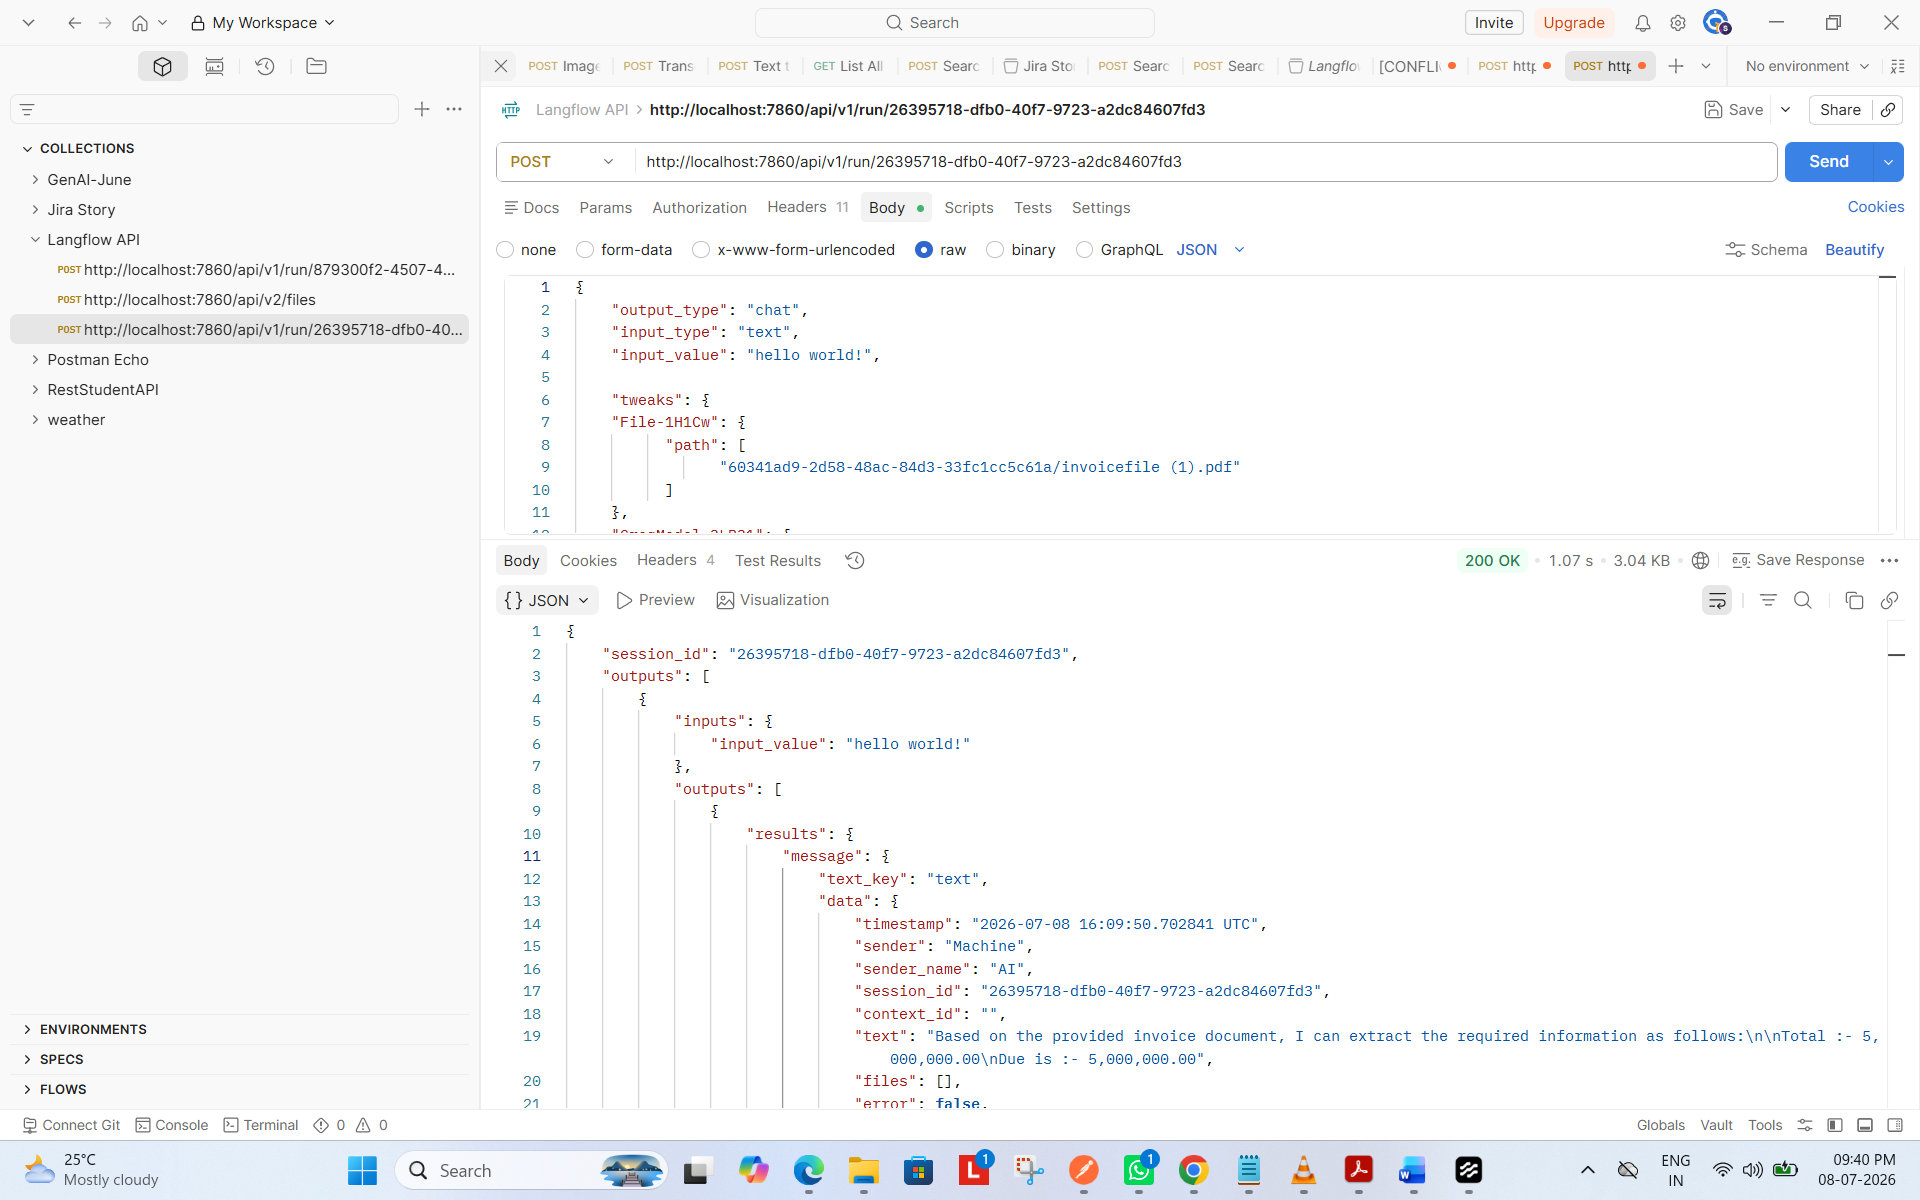 My Workspace
Search
Invite
Upgrade
POST Image
POST Trans
POST Text t
GET List All
POST Searc
Jira Sto
POST Searc
POST Searc
Langflo
[CONFLI
POST http
POST http
No environment
HTTP Langflow API > http://localhost:7860/api/v1/run/26395718-dfb0-40f7-9723-a2dc84607fd3
Save
Share
COLLECTIONS
GenAI-June
Jira Story
Langflow API
POST http://localhost:7860/api/v1/run/879300f2-4507-4...
POST http://localhost:7860/api/v2/files
POST http://localhost:7860/api/v1/run/26395718-dfb0-40...
Postman Echo
RestStudentAPI
weather
ENVIRONMENTS
SPECS
FLOWS
POST http://localhost:7860/api/v1/run/26395718-dfb0-40f7-9723-a2dc84607fd3
Send
Docs Params Authorization Headers 11 Body Scripts Tests Settings
Cookies
none form-data x-www-form-urlencoded raw binary GraphQL JSON
Schema Beautify
1 {
2 "output_type": "chat",
3 "input_type": "text",
4 "input_value": "hello world!",
5
6 "tweaks": {
7 "File-1H1Cw": {
8 "path": [
9 "60341ad9-2d58-48ac-84d3-33fc1cc5c61a/invoicefile (1).pdf"
10 ]
11 },
Body Cookies Headers 4 Test Results
200 OK • 1.07 s • 3.04 KB
e.g. Save Response
{} JSON Preview Visualization
1 {
2 "session_id": "26395718-dfb0-40f7-9723-a2dc84607fd3",
3 "outputs": [
4 {
5 "inputs": {
6 "input_value": "hello world!"
7 },
8 "outputs": [
9 {
10 "results": {
11 "message": {
12 "text_key": "text",
13 "data": {
14 "timestamp": "2026-07-08 16:09:50.702841 UTC",
15 "sender": "Machine",
16 "sender_name": "AI",
17 "session_id": "26395718-dfb0-40f7-9723-a2dc84607fd3",
18 "context_id": "",
19 "text": "Based on the provided invoice document, I can extract the required information as follows:\n\nTotal :- 5,
000,000.00\nDue is :- 5,000,000.00",
20 "files": [],
21 "error": false,
Connect Git Console Terminal 0 0
Globals Vault Tools
25°C
Mostly cloudy
Search
L 1
1
ENG
IN
09:40 PM
08-07-2026